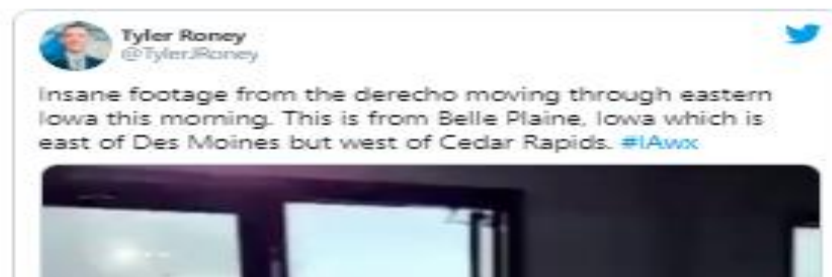 Tyler Roney
@TylerJRoney
Insane footage from the derecho moving through eastern
Iowa this morning. This is from Belle Plaine, Iowa which is
east of Des Moines but west of Cedar Rapids. #IAwx